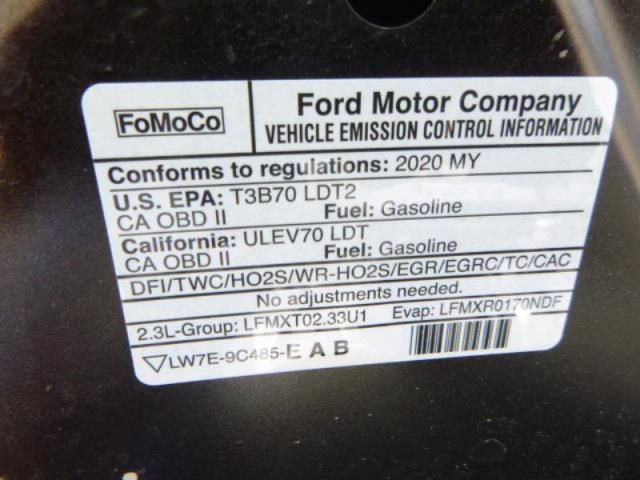 FoMoCo
Ford Motor Company
VEHICLE EMISSION CONTROL INFORMATION
Conforms to regulations: 2020 MY
U.S. EPA: T3B70 LDT2
CA OBD II Fuel: Gasoline
California: ULEV70 LDT
CA OBD II Fuel: Gasoline
DFI/TWC/HO2S/WR-HO2S/EGR/EGRC/TC/CAC
No adjustments needed.
2.3L-Group: LFMXT02.33U1 Evap: LFMXR0170NDF
LW7E-9C485-E A B